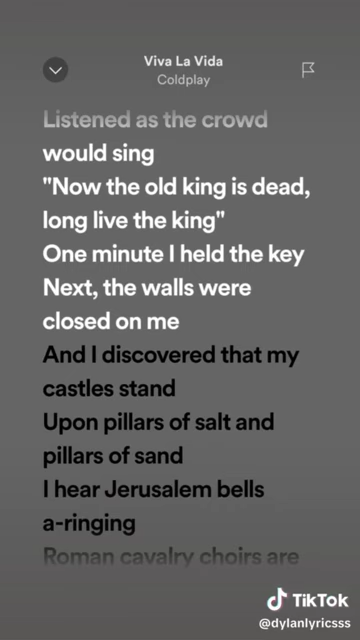 Viva La Vida
Coldplay
Listened as the crowd
would sing
"Now the old king is dead,
long live the king"
One minute I held the key
Next, the walls were
closed on me
And I discovered that my
castles stand
Upon pillars of salt and
pillars of sand
I hear Jerusalem bells
a-ringing
Roman cavalry choirs are
TikTok
@dylanlyricsss